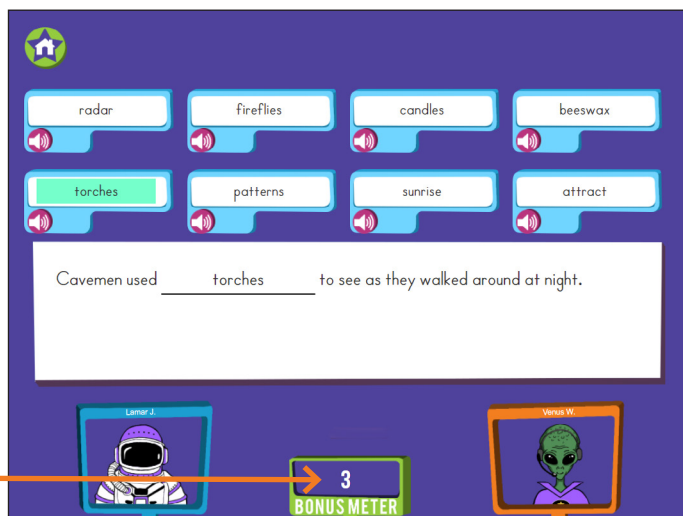 radar fireflies candles beeswax
torches patterns sunrise attract
Cavemen used torches to see as they walked around at night.
Lamar J. Venus W.
3
BONUS METER